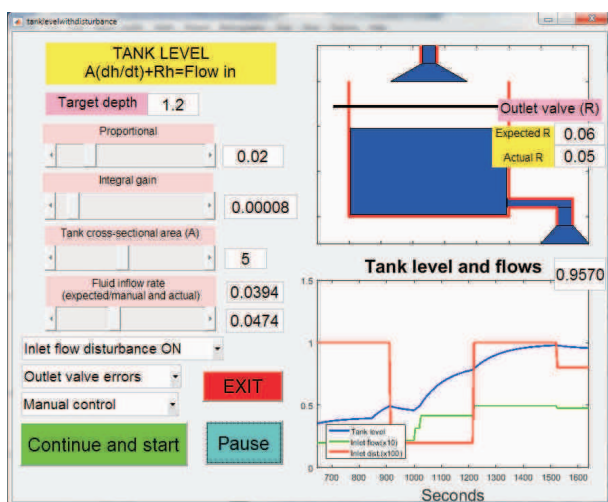 tanklevelwithdisturbance
TANK LEVEL
A(dh/dt)+Rh=Flow in
Target depth 1.2
Proportional
0.02
Integral gain
0.00008
Tank cross-sectional area (A)
5
Fluid inflow rate
(expected/manual and actual)
0.0394
0.0474
Inlet flow disturbance ON
Outlet valve errors
Manual control
EXIT
Continue and start
Pause
Outlet valve (R)
Expected R 0.06
Actual R 0.05
Tank level and flows
0.9570
1.5
1
0.5
0
Tank level
Inlet flow(x10)
Inlet dist.(x100)
700 800 900 1000 1100 1200 1300 1400 1500 1600
Seconds